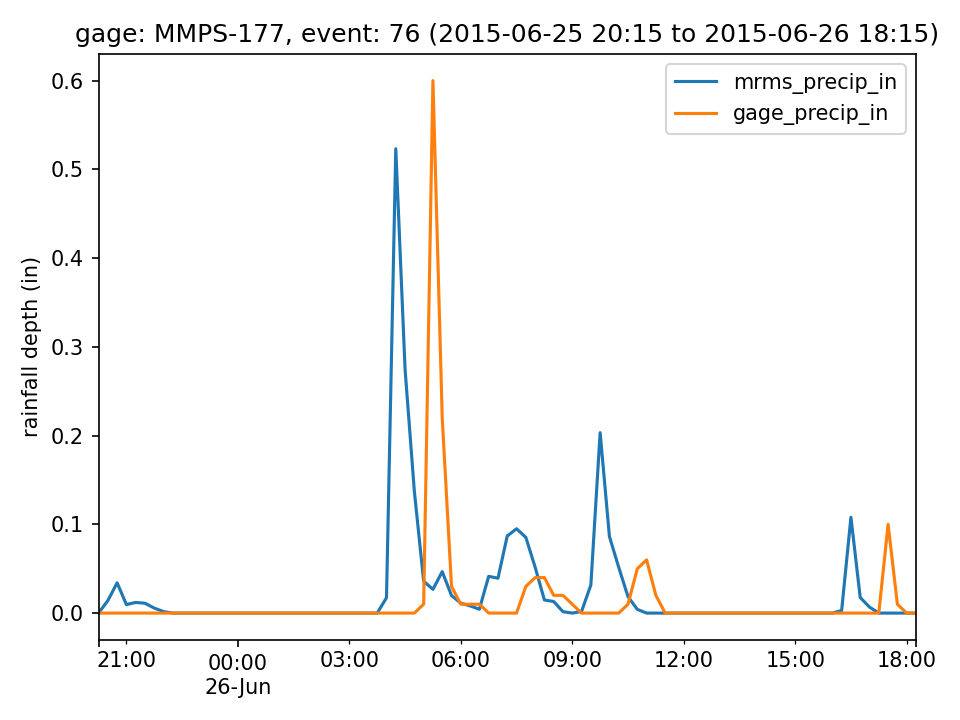 gage: MMPS-177, event: 76 (2015-06-25 20:15 to 2015-06-26 18:15)
mrms_precip_in
gage_precip_in
rainfall depth (in)
0.6
0.5
0.4
0.3
0.2
0.1
0.0
21:00 00:00 03:00 06:00 09:00 12:00 15:00 18:00
26-Jun